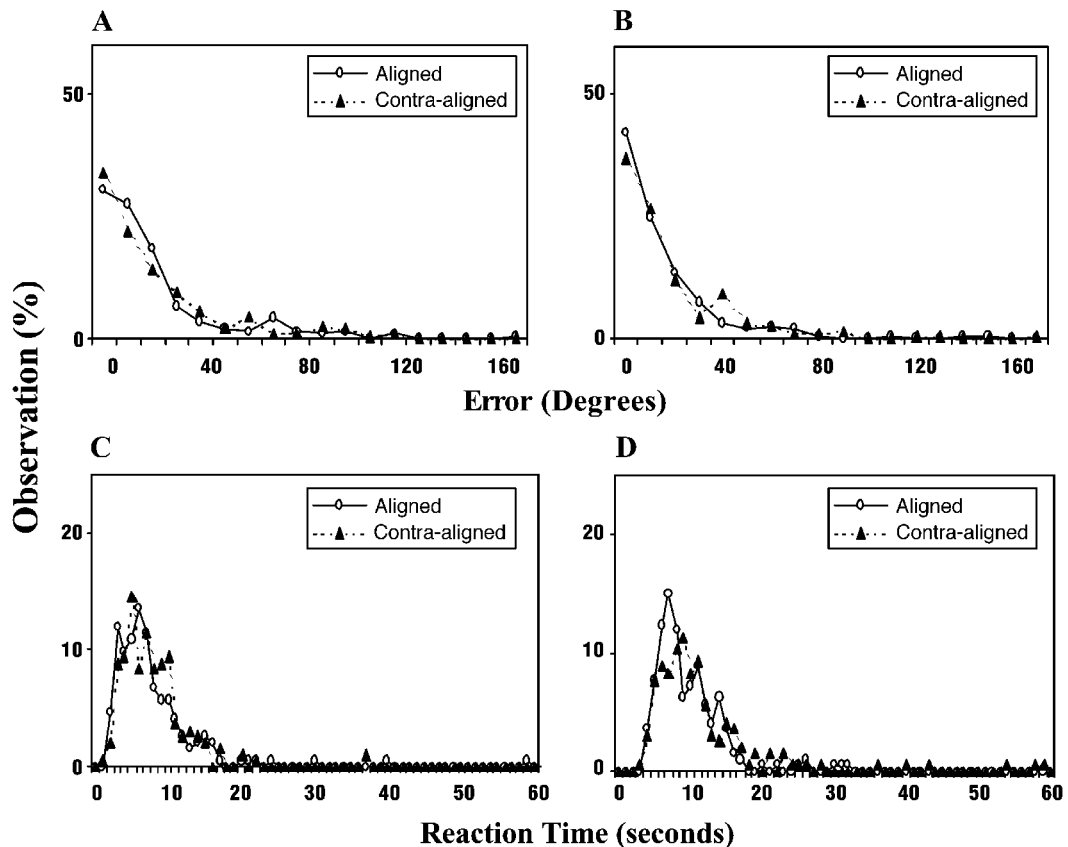 A
B
50
0
Aligned
Contra-aligned
0 40 80 120 160
50
0
Aligned
Contra-aligned
0 40 80 120 160
Error (Degrees)
Observation (%)
C
D
20
10
0
Aligned
Contra-aligned
0 10 20 30 40 50 60
20
10
0
Aligned
Contra-aligned
0 10 20 30 40 50 60
Reaction Time (seconds)